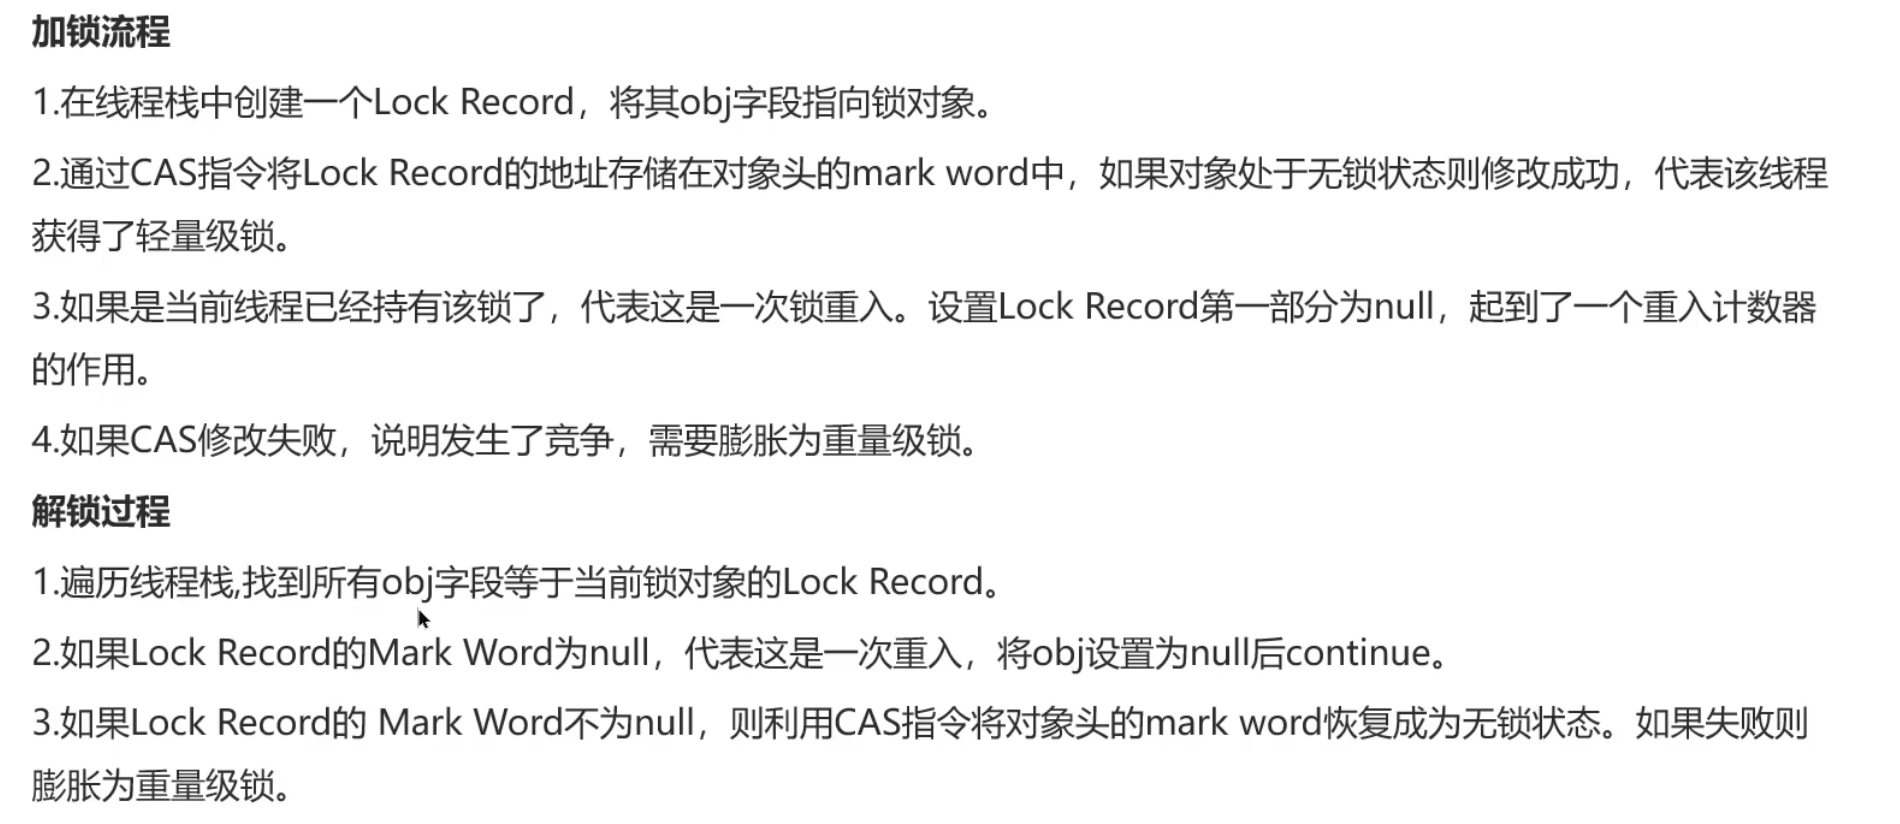 加锁流程
1.在线程栈中创建一个Lock Record，将其obj字段指向锁对象。
2.通过CAS指令将Lock Record的地址存储在对象头的mark word中，如果对象处于无锁状态则修改成功，代表该线程
获得了轻量级锁。
3.如果是当前线程已经持有该锁了，代表这是一次锁重入。设置Lock Record第一部分为null，起到了一个重入计数器
的作用。
4.如果CAS修改失败，说明发生了竞争，需要膨胀为重量级锁。
解锁过程
1.遍历线程栈,找到所有obj字段等于当前锁对象的Lock Record。
2.如果Lock Record的Mark Word为null，代表这是一次重入，将obj设置为null后continue。
3.如果Lock Record的 Mark Word不为null，则利用CAS指令将对象头的mark word恢复成为无锁状态。如果失败则
膨胀为重量级锁。